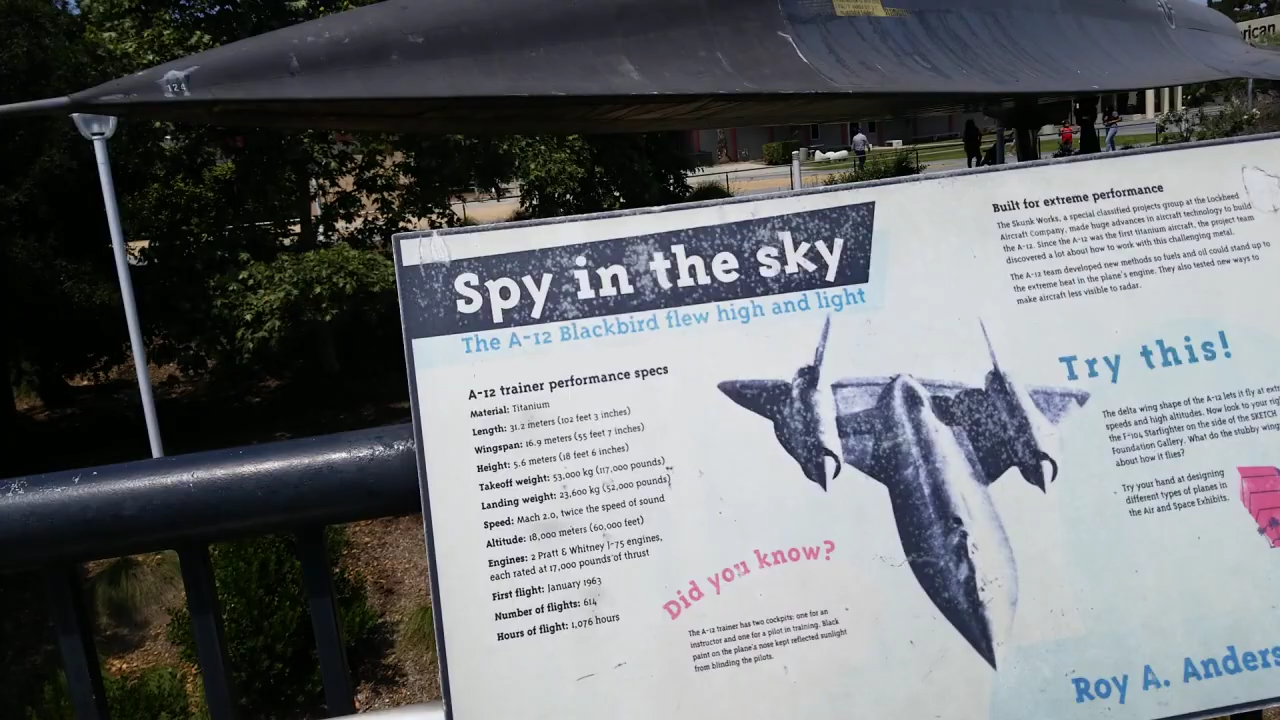 124
rican
Spy in the sky
The A-12 Blackbird flew high and light
A-12 trainer performance specs
Material: Titanium
Length: 31.2 meters (102 feet 3 inches)
Wingspan: 16.9 meters (55 feet 7 inches)
Height: 5.6 meters (18 feet 6 inches)
Takeoff weight: 53,000 kg (117,000 pounds)
Landing weight: 23,600 kg (52,000 pounds)
Speed: Mach 2.0, twice the speed of sound
Altitude: 18,000 meters (60,000 feet)
Engines: 2 Pratt & Whitney J-75 engines,
each rated at 17,000 pounds of thrust
First flight: January 1963
Number of flights: 614
Hours of flight: 1,076 hours
Did you know?
The A-12 trainer has two cockpits: one for an
instructor and one for a pilot in training. Black
paint on the plane's nose kept reflected sunlight
from blinding the pilots.
Built for extreme performance
The Skunk Works, a special classified projects group at the Lockheed
Aircraft Company, made huge advances in aircraft technology to build
the A-12. Since the A-12 was the first titanium aircraft, the project team
discovered a lot about how to work with this challenging metal.
The A-12 team developed new methods so fuels and oil could stand up to
the extreme heat in the plane's engine. They also tested new ways to
make aircraft less visible to radar.
Try this!
The delta wing shape of the A-12 lets it fly at extr
speeds and high altitudes. Now look to your rig
the F-104 Starfighter on the side of the SKETCH
Foundation Gallery. What do the stubby wing
about how it flies?
Try your hand at designing
different types of planes in
the Air and Space Exhibits.
Roy A. Anders